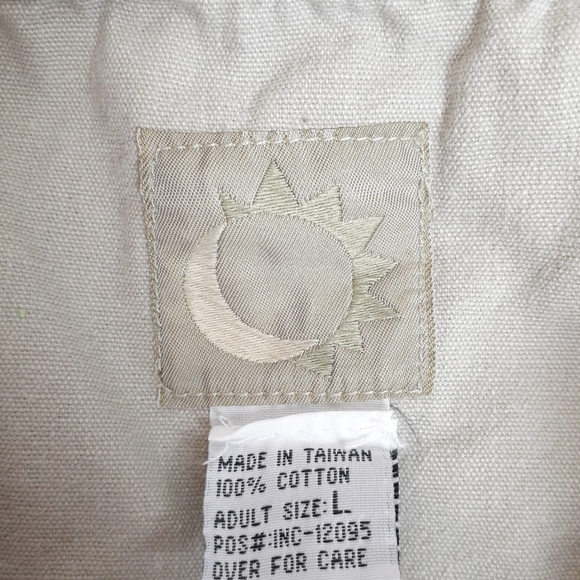 MADE IN TAIWAN
100% COTTON
ADULT SIZE: L
POS#:INC-12095
OVER FOR CARE